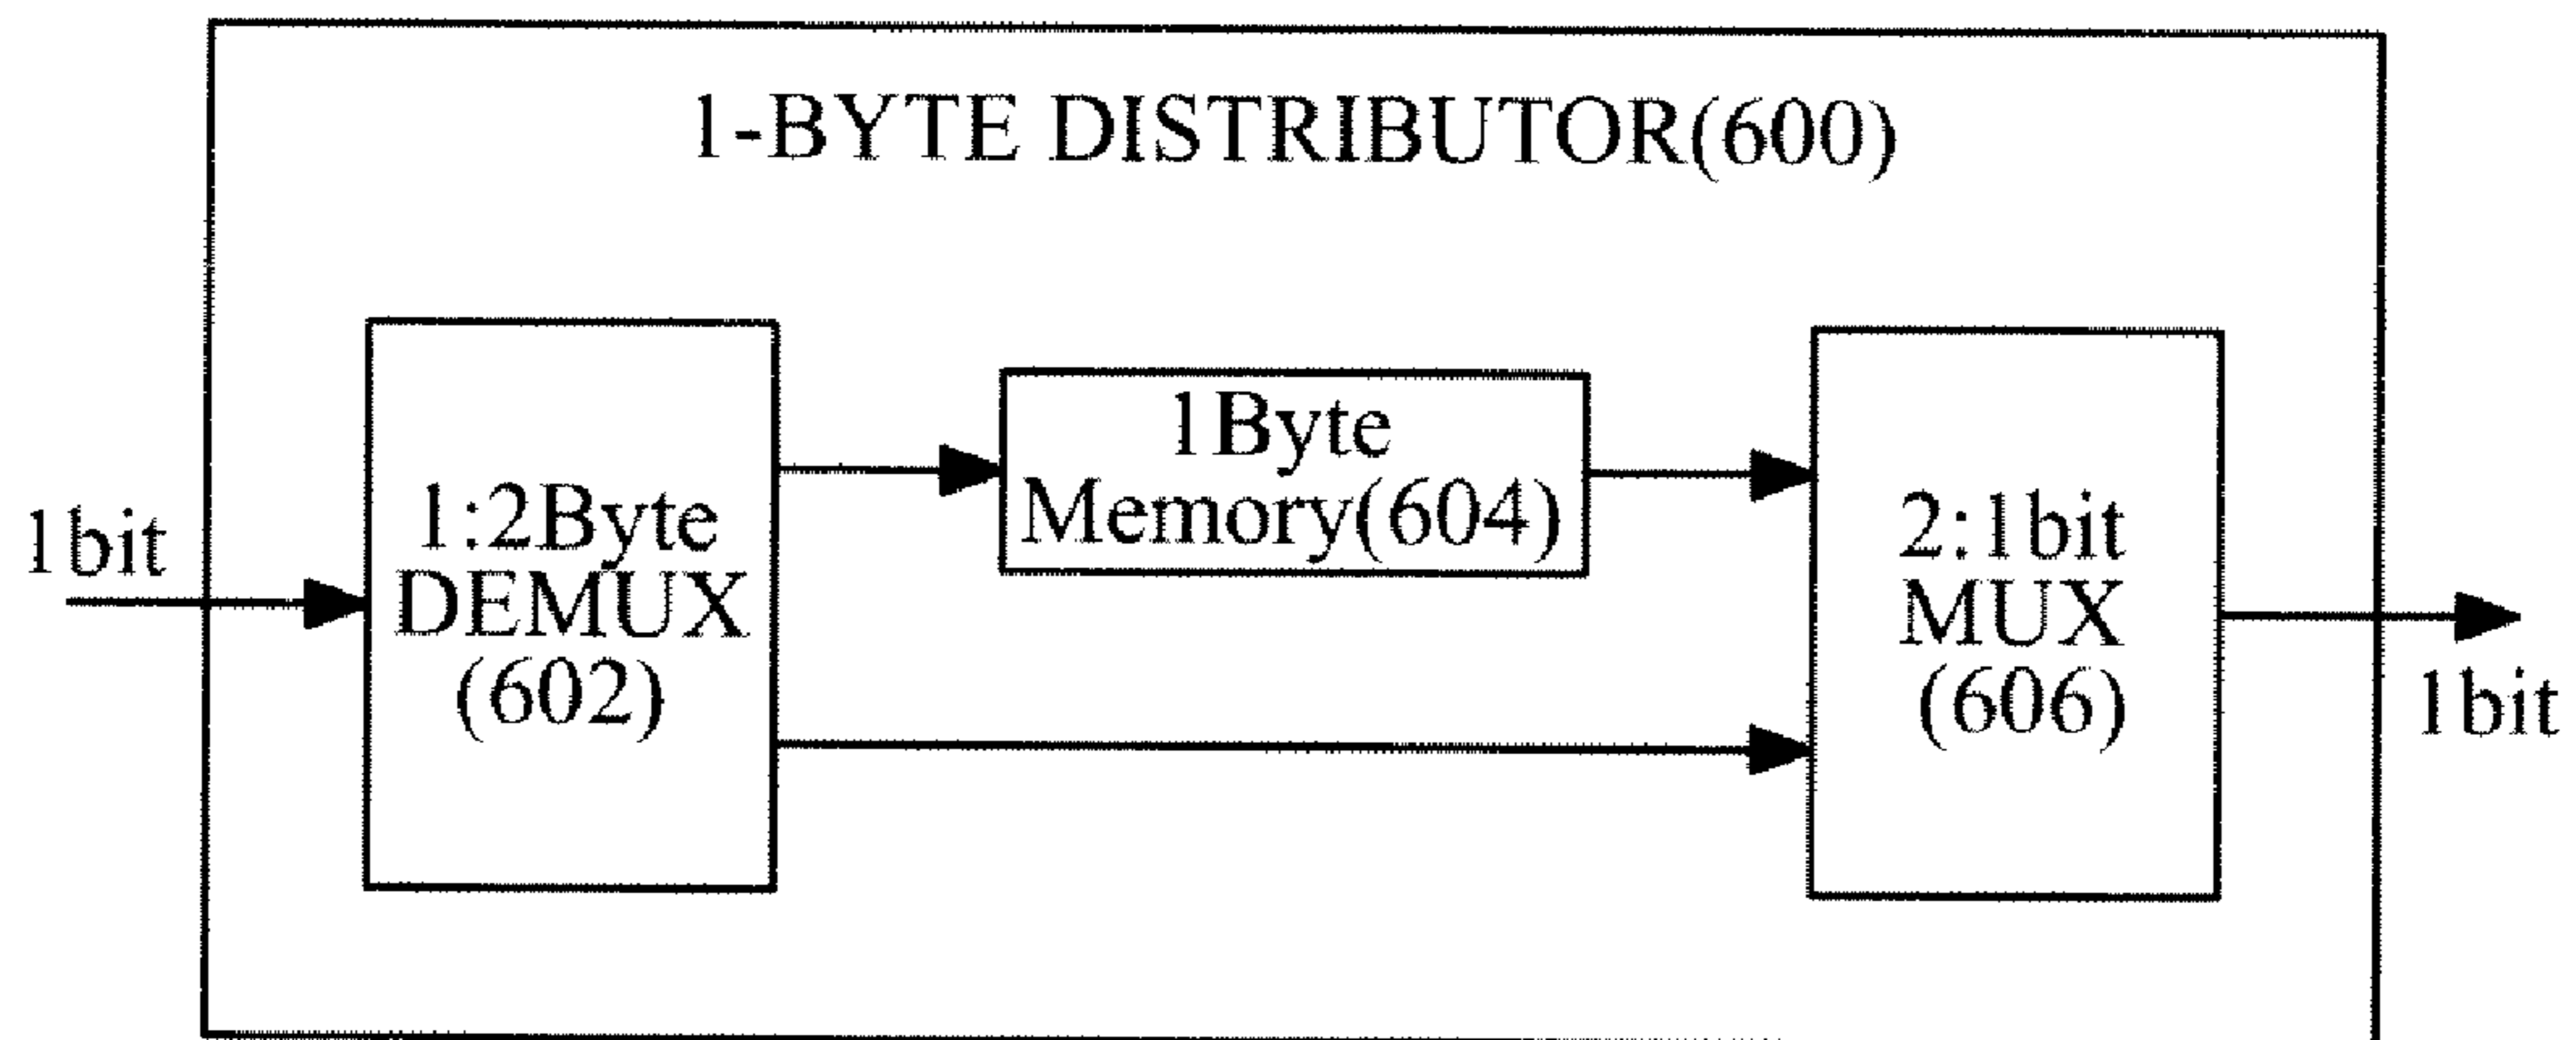 1-BYTE DISTRIBUTOR(600)
1bit
1:2Byte
DEMUX
(602)
1Byte
Memory(604)
2:1bit
MUX
(606)
1bit